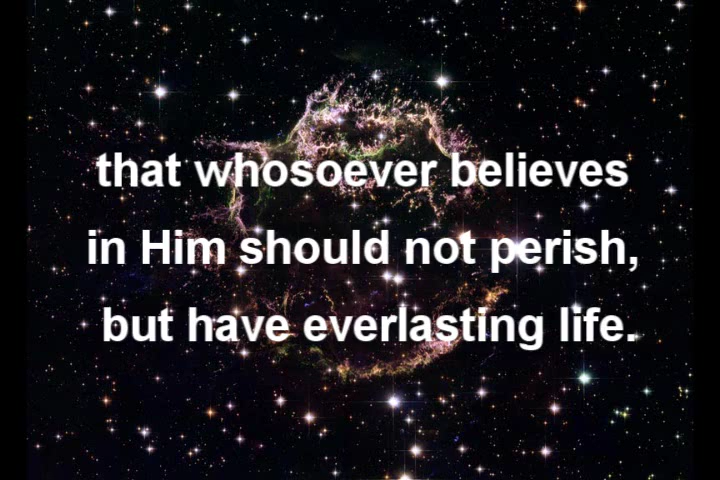 that whosoever believes
in Him should not perish,
but have everlasting life.